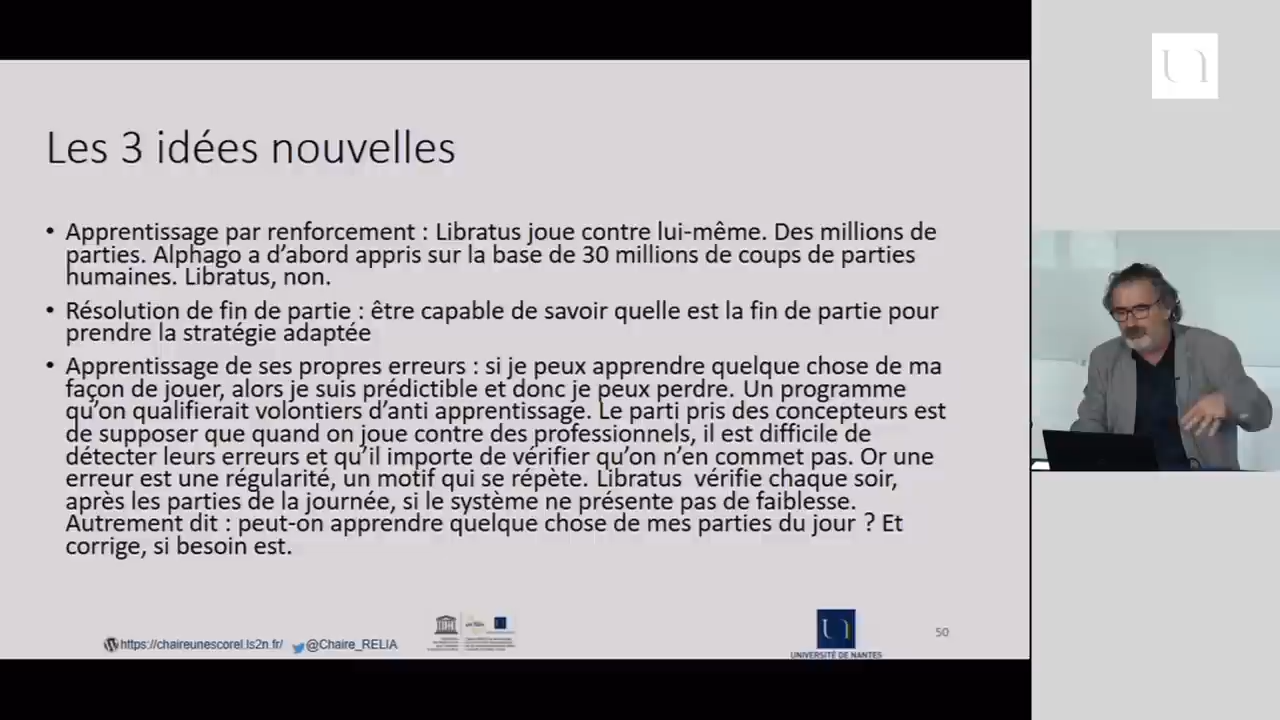 Les 3 idées nouvelles
• Apprentissage par renforcement : Libratus joue contre lui-même. Des millions de
parties. Alphago a d'abord appris sur la base de 30 millions de coups de parties
humaines. Libratus, non.
• Résolution de fin de partie : être capable de savoir quelle est la fin de partie pour
prendre la stratégie adaptée
• Apprentissage de ses propres erreurs : si je peux apprendre quelque chose de ma
façon de jouer, alors je suis prédictible et donc je peux perdre. Un programme
qu'on qualifierait volontiers d'anti apprentissage. Le parti pris des concepteurs est
de supposer que quand on joue contre des professionnels, il est difficile de
détecter leurs erreurs et qu'il importe de vérifier qu'on n'en commet pas. Or une
erreur est une régularité, un motif qui se répète. Libratus  vérifie chaque soir,
après les parties de la journée, si le système ne présente pas de faiblesse.
Autrement dit : peut-on apprendre quelque chose de mes parties du jour ? Et
corrige, si besoin est.
https://chaireunescorel.ls2n.fr/ @Chaire_RELIA
UNIVERSITÉ DE NANTES
50